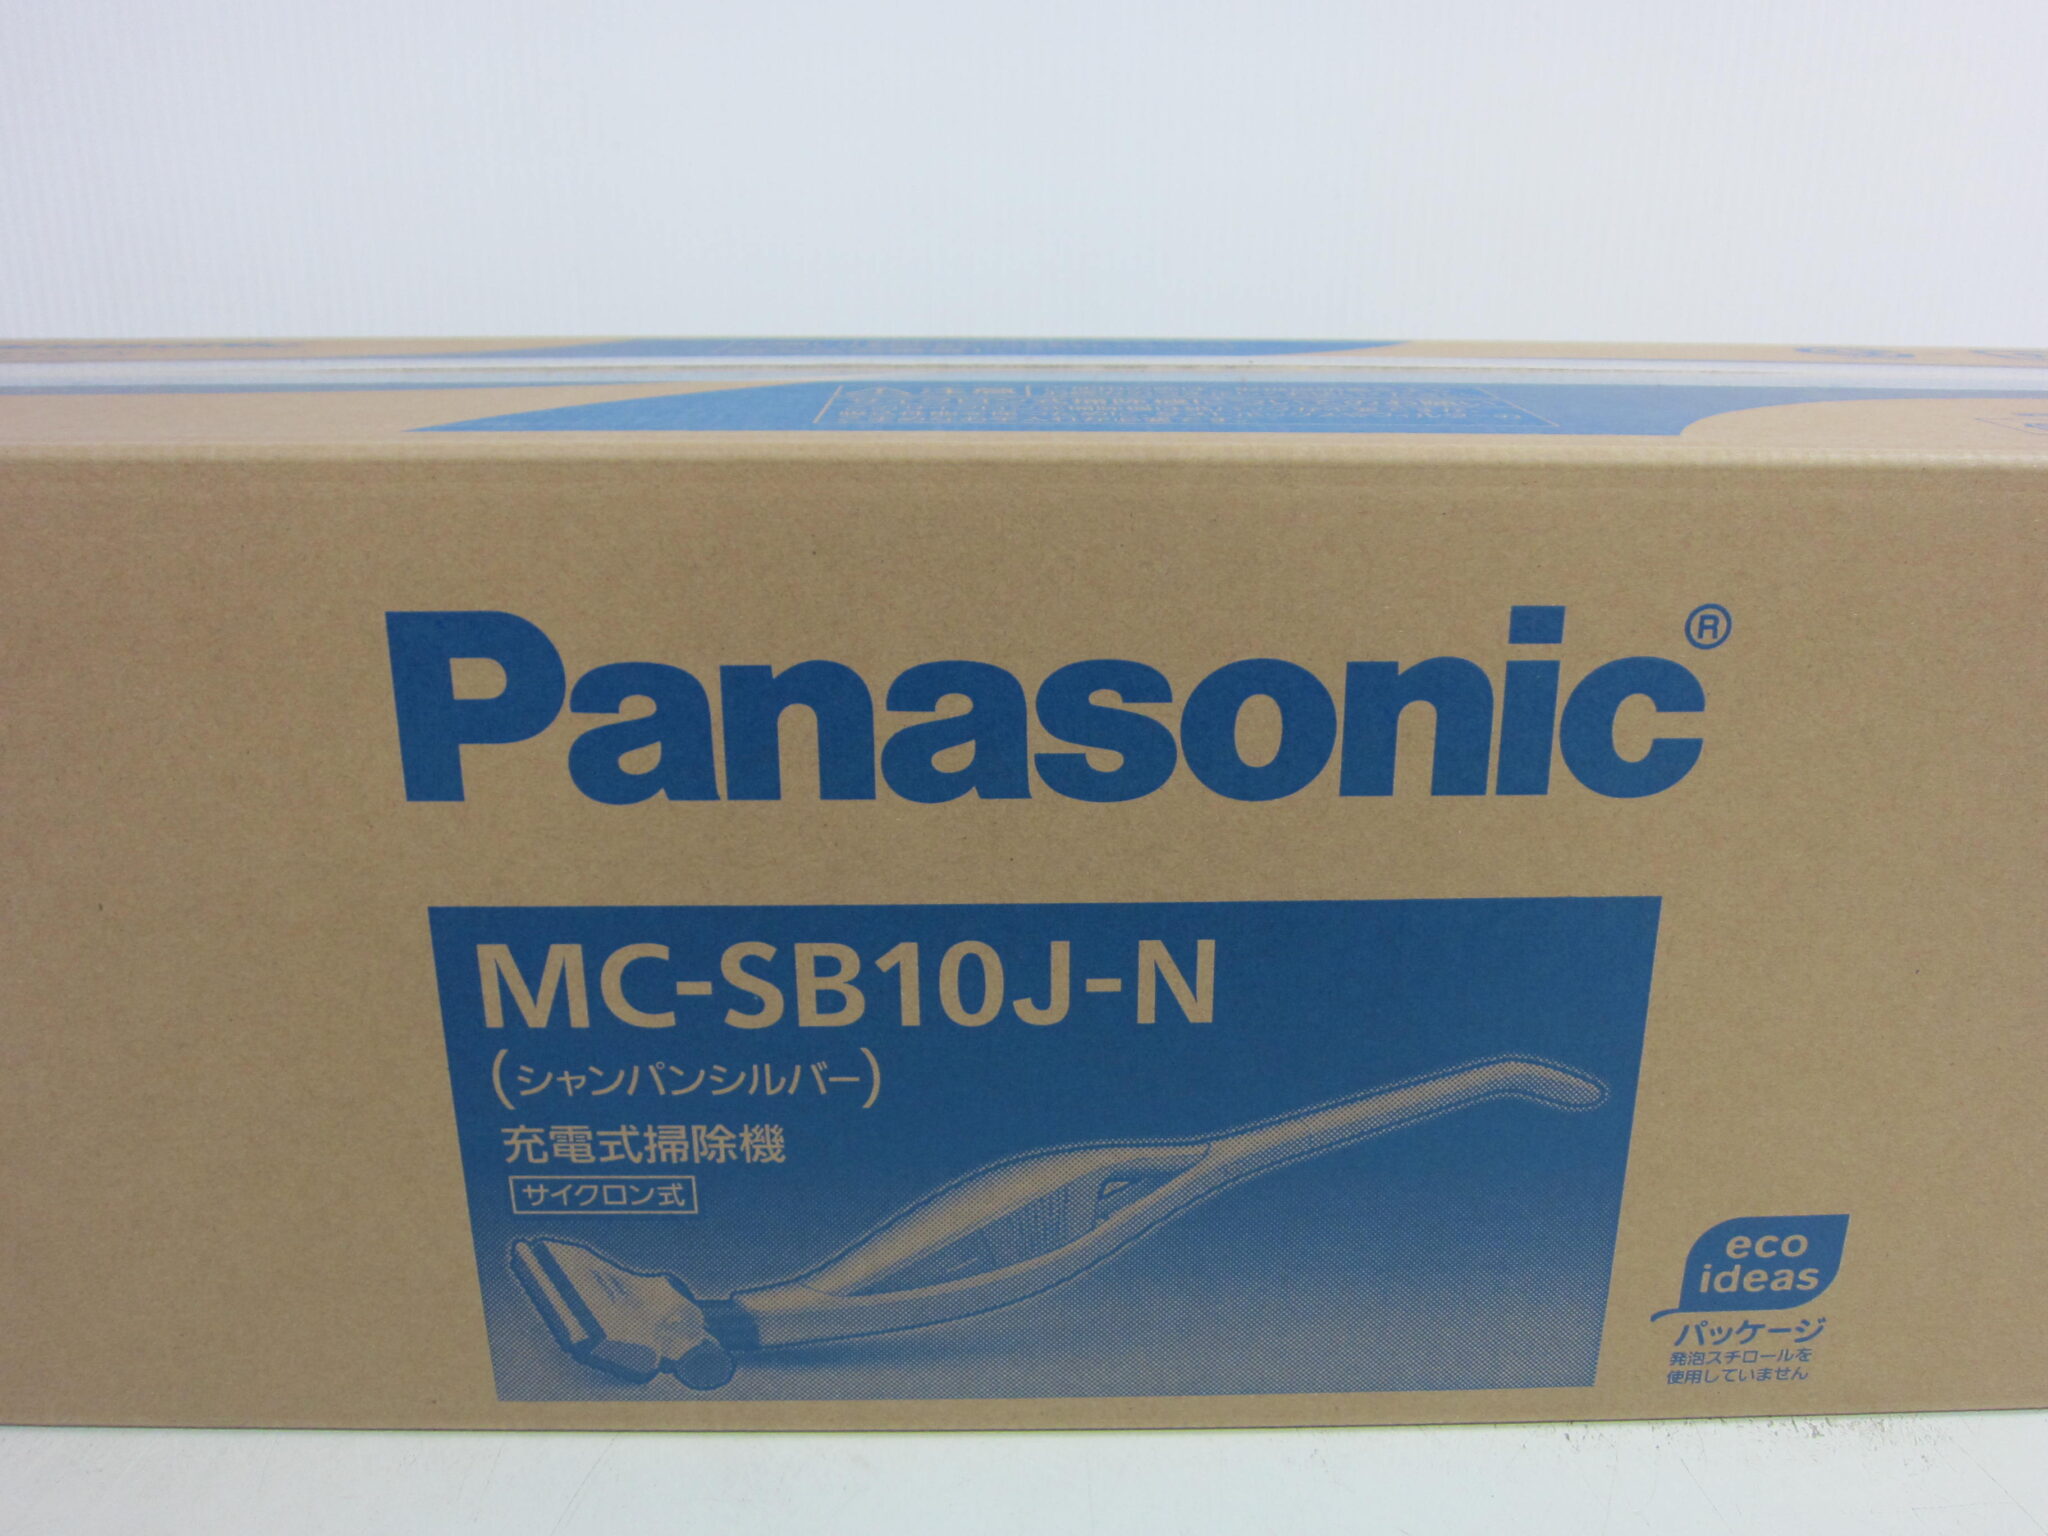 Panasonic®
MC-SB10J-N
(シャンパンシルバー)
充電式掃除機
サイクロン式
eco
ideas
パッケージ
発泡スチロールを
使用していません